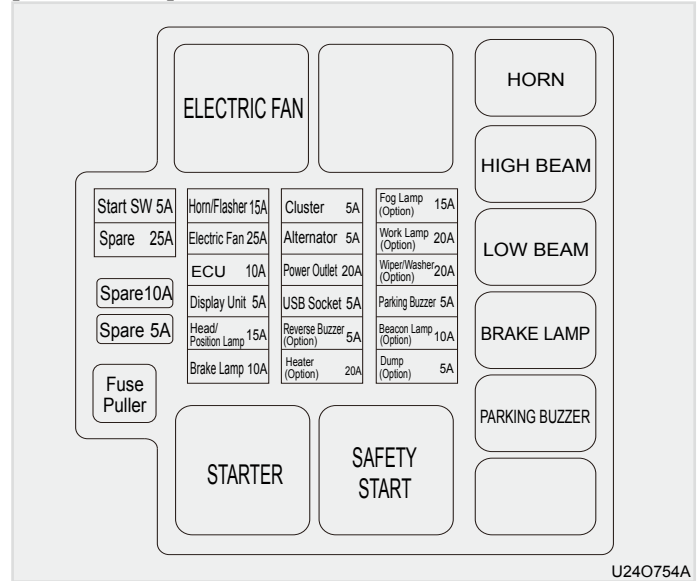 ELECTRIC FAN
HORN
HIGH BEAM
LOW BEAM
BRAKE LAMP
PARKING BUZZER
Start SW 5A
Spare 25A
Spare10A
Spare 5A
Fuse
Puller
Horn/Flasher 15A
Electric Fan 25A
ECU 10A
Display Unit 5A
Head/
Position Lamp 15A
Brake Lamp 10A
Cluster 5A
Alternator 5A
Power Outlet 20A
USB Socket 5A
Reverse Buzzer
(Option) 5A
Heater
(Option) 20A
Fog Lamp
(Option) 15A
Work Lamp
(Option) 20A
Wiper/Washer
(Option) 20A
Parking Buzzer 5A
Beacon Lamp
(Option) 10A
Dump
(Option) 5A
STARTER
SAFETY
START
U24O754A